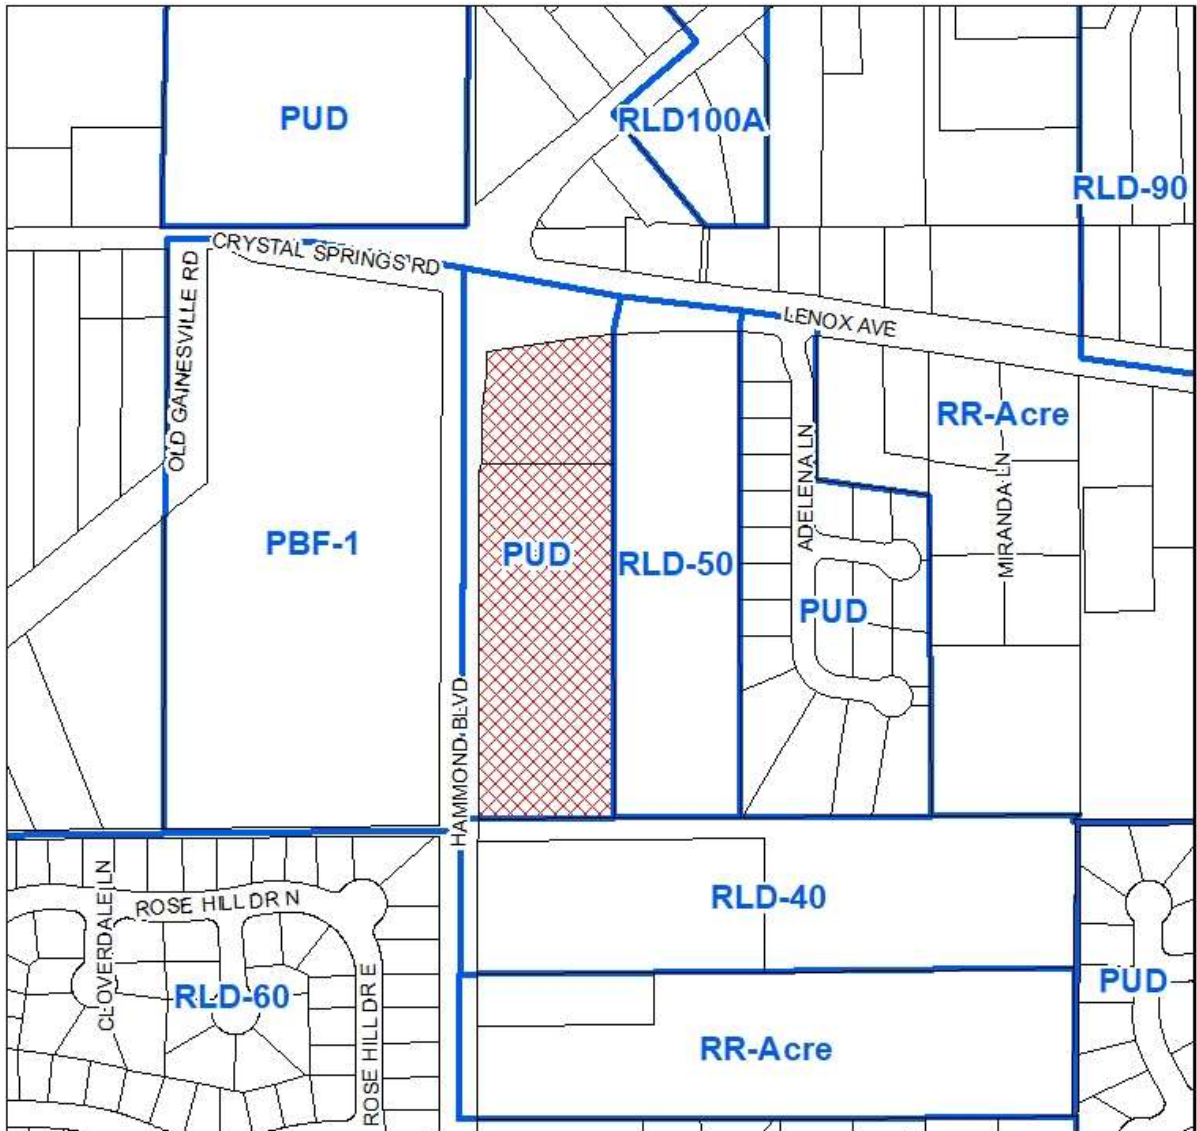 PUD
RLD100A
RLD-90
CRYSTAL SPRINGS RD
OLD GAINESVILLE RD
LENOX AVE
RR-Acre
ADELENA LN
MIRANDA LN
PBF-1
PUD
RLD-50
PUD
HAMMOND BLVD
RLD-40
CLOVERDALE LN
ROSE HILL DR N
RLD-60
ROSE HILL DR E
PUD
RR-Acre